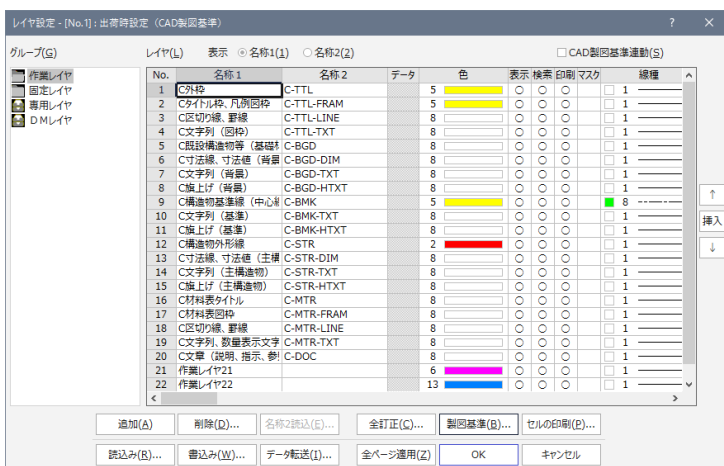 レイヤ設定 - [No.1] : 出荷時設定（CAD製図基準） ? ×
グループ(G) レイヤ(L) 表示 名称1(1) 名称2(2) CAD製図基準連動(S)
作業レイヤ
固定レイヤ
専用レイヤ
ＤＭレイヤ
No. 名称1 名称2 データ 色 表示 検索 印刷 マスク 線種
1 C外枠 C-TTL 5 ○ ○ ○ 1
2 Cタイトル枠、凡例図枠 C-TTL-FRAM 5 ○ ○ ○ 1
3 C区切り線、罫線 C-TTL-LINE 8 ○ ○ ○ 1
4 C文字列（図枠） C-TTL-TXT 8 ○ ○ ○ 1
5 C既設構造物等（基礎 C-BGD 8 ○ ○ ○ 1
6 C寸法線、寸法値（背景 C-BGD-DIM 8 ○ ○ ○ 1
7 C文字列（背景） C-BGD-TXT 8 ○ ○ ○ 1
8 C旗上げ（背景） C-BGD-HTXT 8 ○ ○ ○ 1
9 C構造物基準線（中心 C-BMK 5 ○ ○ ○ 8
10 C文字列（基準） C-BMK-TXT 8 ○ ○ ○ 1
11 C旗上げ（基準） C-BMK-HTXT 8 ○ ○ ○ 1
12 C構造物外形線 C-STR 2 ○ ○ ○ 1
13 C寸法線、寸法値（主構 C-STR-DIM 8 ○ ○ ○ 1
14 C文字列（主構造物） C-STR-TXT 8 ○ ○ ○ 1
15 C旗上げ（主構造物） C-STR-HTXT 8 ○ ○ ○ 1
16 C材料表タイトル C-MTR 8 ○ ○ ○ 1
17 C材料表図枠 C-MTR-FRAM 8 ○ ○ ○ 1
18 C区切り線、罫線 C-MTR-LINE 8 ○ ○ ○ 1
19 C文字列、数量表示文字 C-MTR-TXT 8 ○ ○ ○ 1
20 C文章（説明、指示、参 C-DOC 8 ○ ○ ○ 1
21 作業レイヤ21 6 ○ ○ ○ 1
22 作業レイヤ22 13 ○ ○ ○ 1
↑
挿入
↓
追加(A) 削除(D)... 名称2読込(E)... 全訂正(C)... 製図基準(B)... セルの印刷(P)...
読込み(R)... 書込み(W)... データ転送(I)... 全ページ適用(Z) OK キャンセル